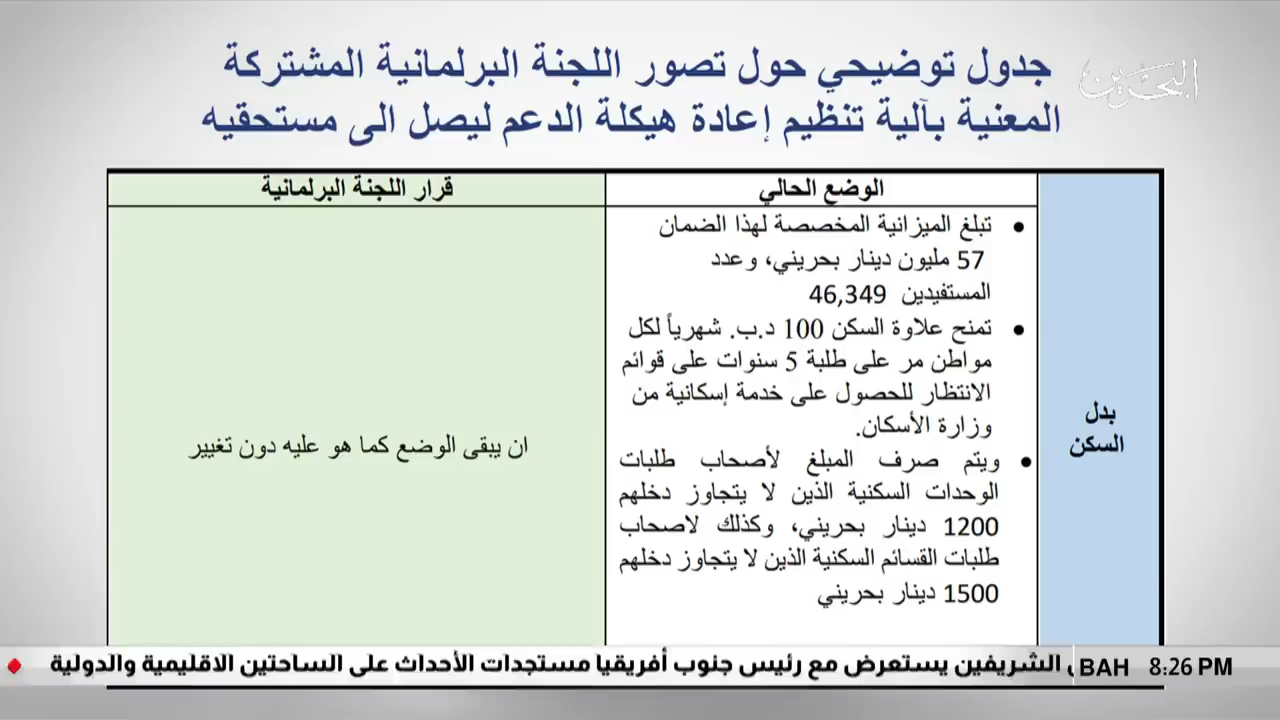 البحرين
جدول توضيحي حول تصور اللجنة البرلمانية المشتركة
المعنية بآلية تنظيم إعادة هيكلة الدعم ليصل الى مستحقيه
الوضع الحالي
قرار اللجنة البرلمانية
بدل
السكن
• تبلغ الميزانية المخصصة لهذا الضمان
57 مليون دينار بحريني، وعدد
المستفيدين 46,349
• تمنح علاوة السكن 100 د.ب. شهرياً لكل
مواطن مر على طلبة 5 سنوات على قوائم
الانتظار للحصول على خدمة إسكانية من
وزارة الأسكان.
• ويتم صرف المبلغ لأصحاب طلبات
الوحدات السكنية الذين لا يتجاوز دخلهم
1200 دينار بحريني، وكذلك لاصحاب
طلبات القسائم السكنية الذين لا يتجاوز دخلهم
1500 دينار بحريني
ان يبقى الوضع كما هو عليه دون تغيير
BAH 8:26 PM
الشريفين يستعرض مع رئيس جنوب أفريقيا مستجدات الأحداث على الساحتين الاقليمية والدولية